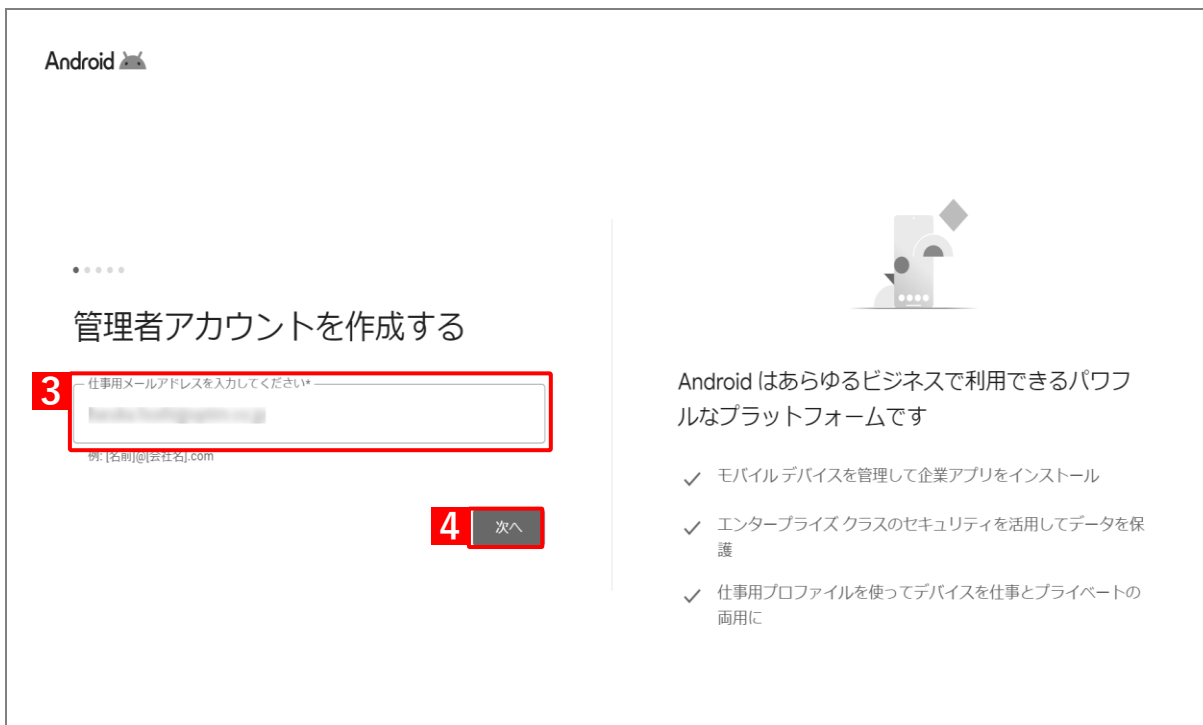 Android
管理者アカウントを作成する
3
仕事用メールアドレスを入力してください*
例: [名前]@[会社名].com
4
次へ
Android はあらゆるビジネスで利用できるパワフ
ルなプラットフォームです
モバイル デバイスを管理して企業アプリをインストール
エンタープライズ クラスのセキュリティを活用してデータを保
護
仕事用プロファイルを使ってデバイスを仕事とプライベートの
両用に